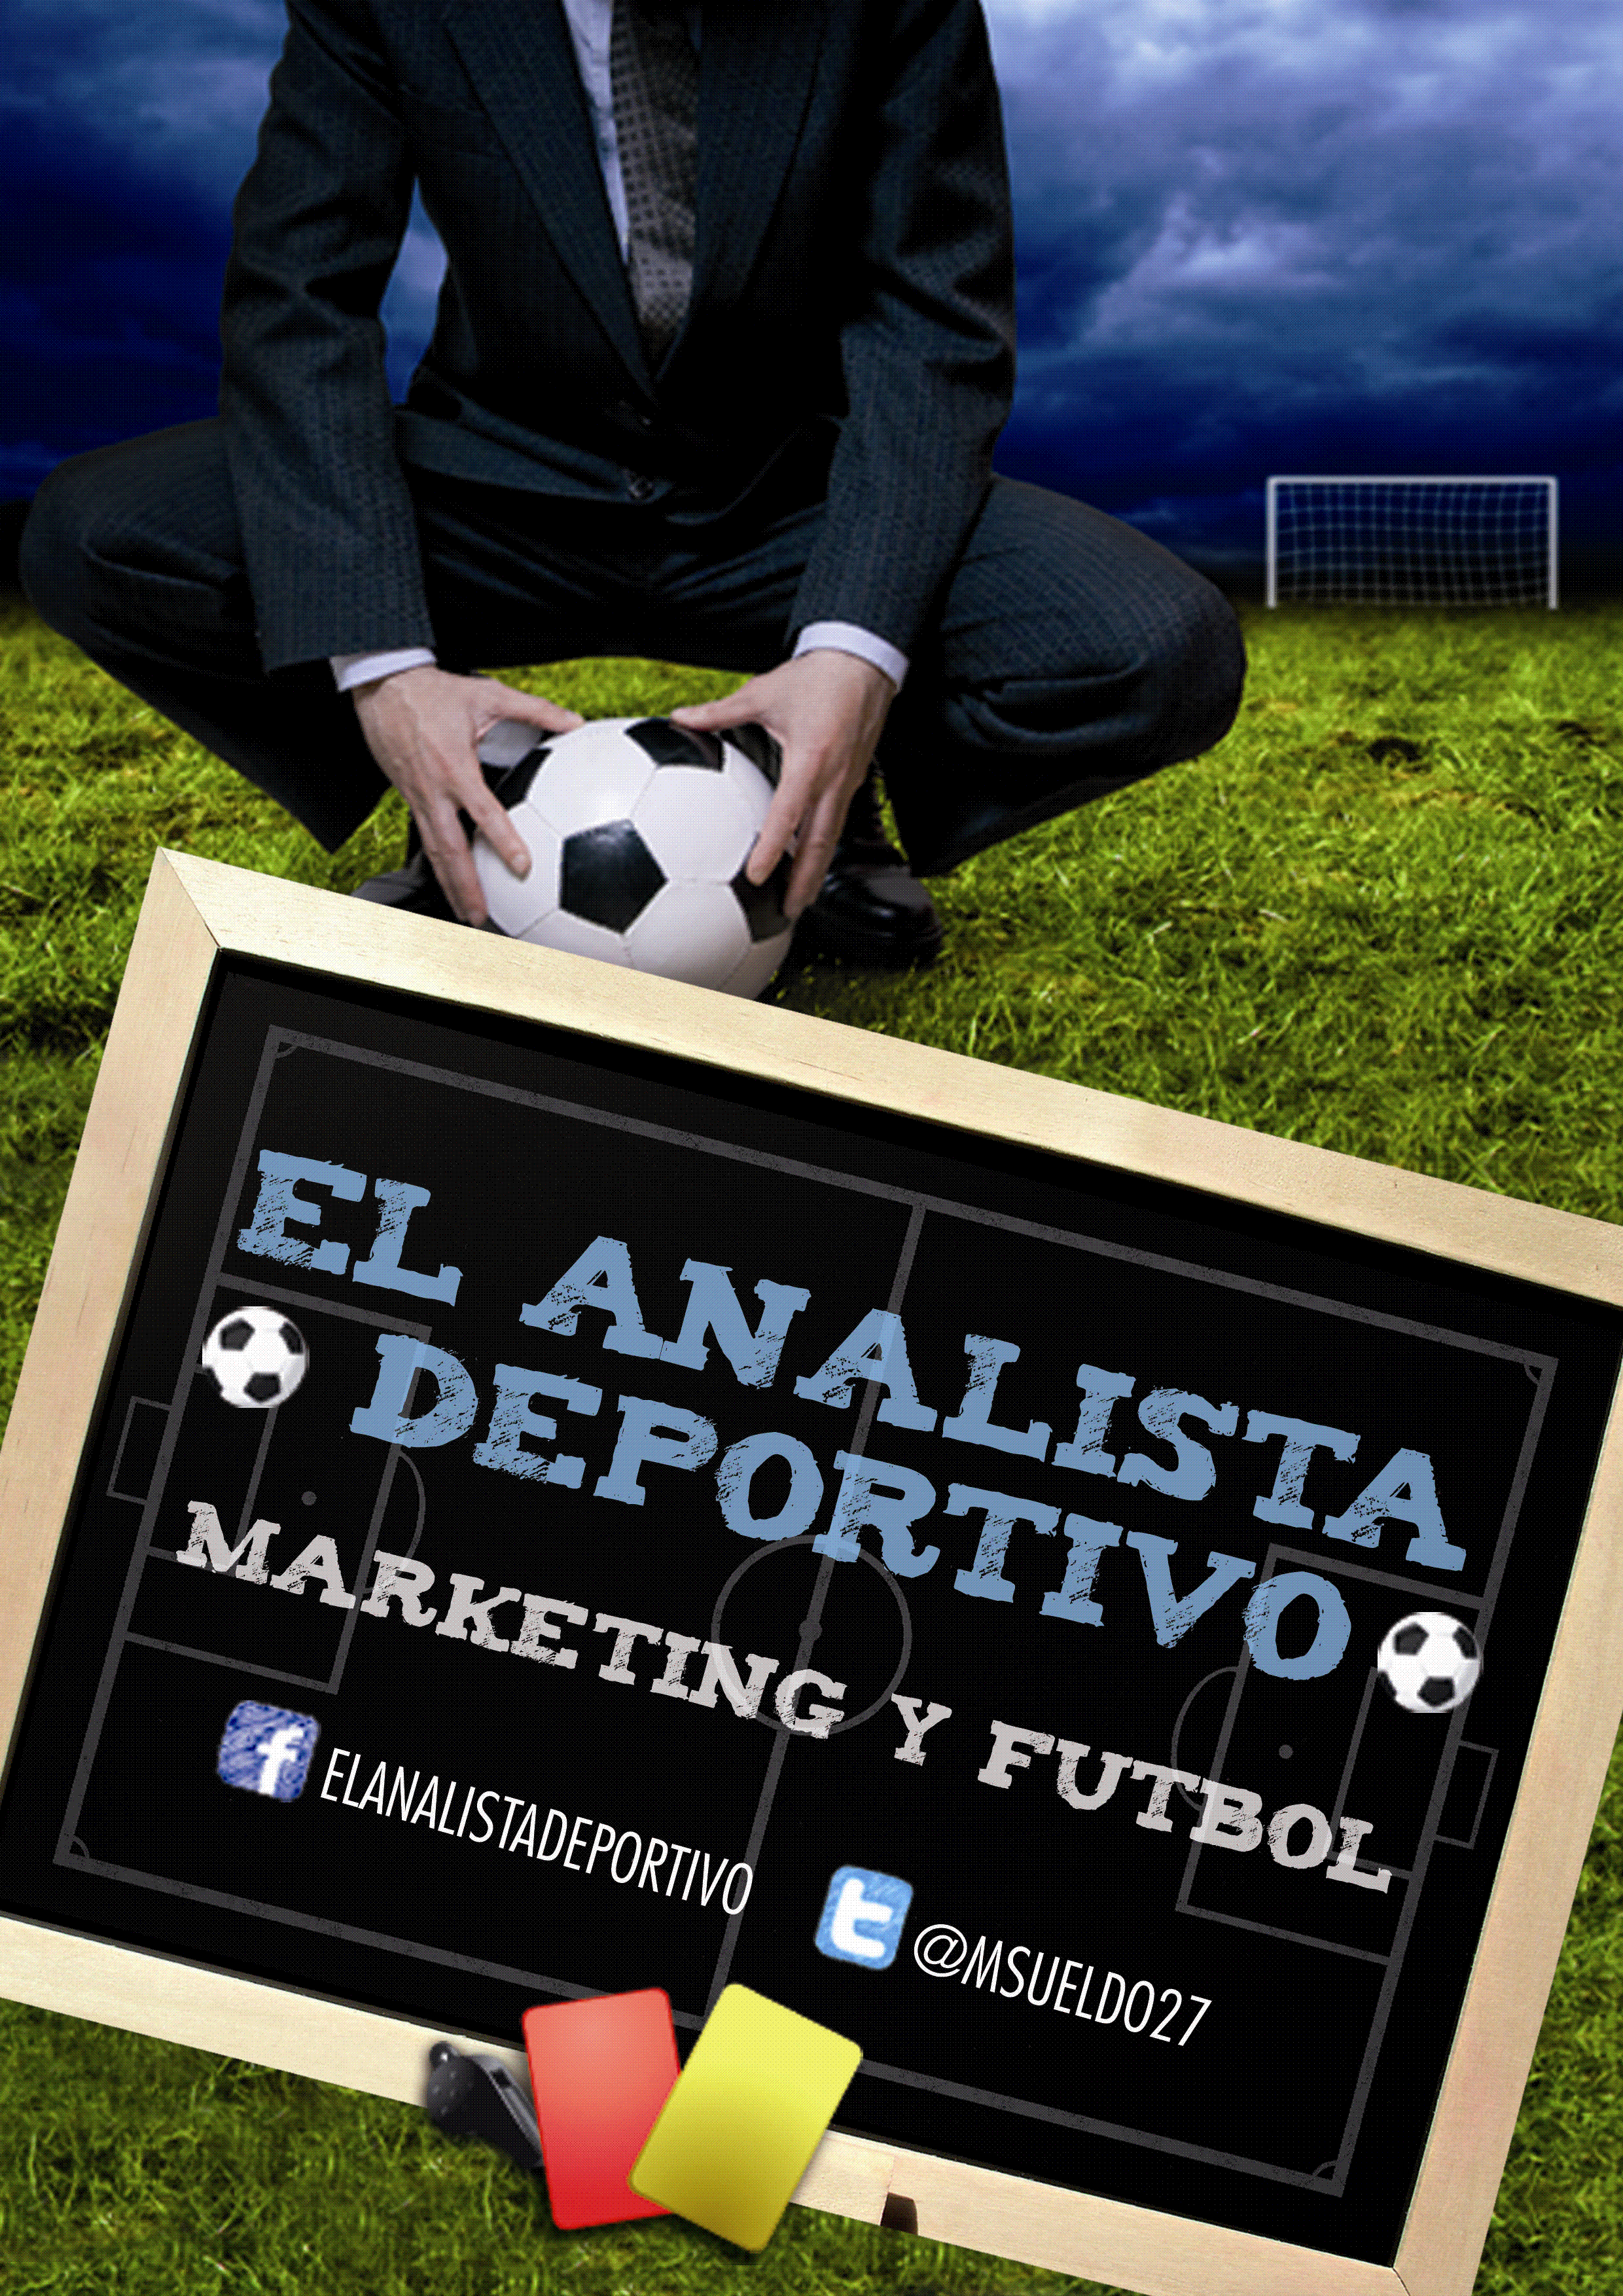 EL ANALISTA
DEPORTIVO
MARKETING Y FUTBOL
f ELANALISTADEPORTIVO
t @MSUELDO27